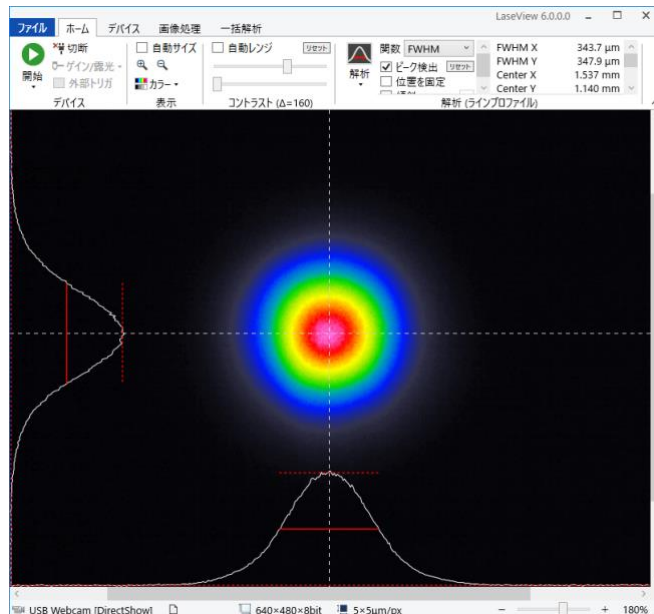 LaseView 6.0.0.0
ファイル ホーム デバイス 画像処理 一括解析
開始
切断
ゲイン/露光
外部トリガ
デバイス
自動サイズ
カラー
表示
自動レンジ リセット
コントラスト (Δ=160)
解析
関数 FWHM
ピーク検出 リセット
位置を固定
FWHM X 343.7 µm
FWHM Y 347.9 µm
Center X 1.537 mm
Center Y 1.140 mm
解析 (ラインプロファイル)
USB Webcam [DirectShow] 640×480×8bit 5×5µm/px 180%